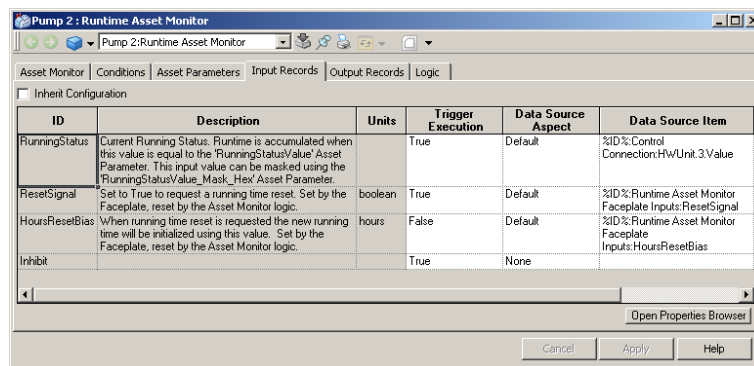 Pump 2 : Runtime Asset Monitor
Pump 2:Runtime Asset Monitor
Asset Monitor Conditions Asset Parameters Input Records Output Records Logic
Inherit Configuration
ID Description Units Trigger Execution Data Source Aspect Data Source Item
RunningStatus Current Running Status. Runtime is accumulated when True Default %ID%:Control
this value is equal to the 'RunningStatusValue' Asset Connection:HWUnit.3.Value
Parameter. This input value can be masked using the
'RunningStatusValue_Mask_Hex' Asset Parameter.
ResetSignal Set to True to request a running time reset. Set by the boolean True Default %ID%:Runtime Asset Monitor
Faceplate, reset by the Asset Monitor logic. Faceplate Inputs:ResetSignal
HoursResetBias When running time reset is requested the new running hours False Default %ID%:Runtime Asset Monitor
time will be initialized using this value. Set by the Faceplate
Faceplate, reset by the Asset Monitor logic. Inputs:HoursResetBias
Inhibit True None
Open Properties Browser
Cancel Apply Help